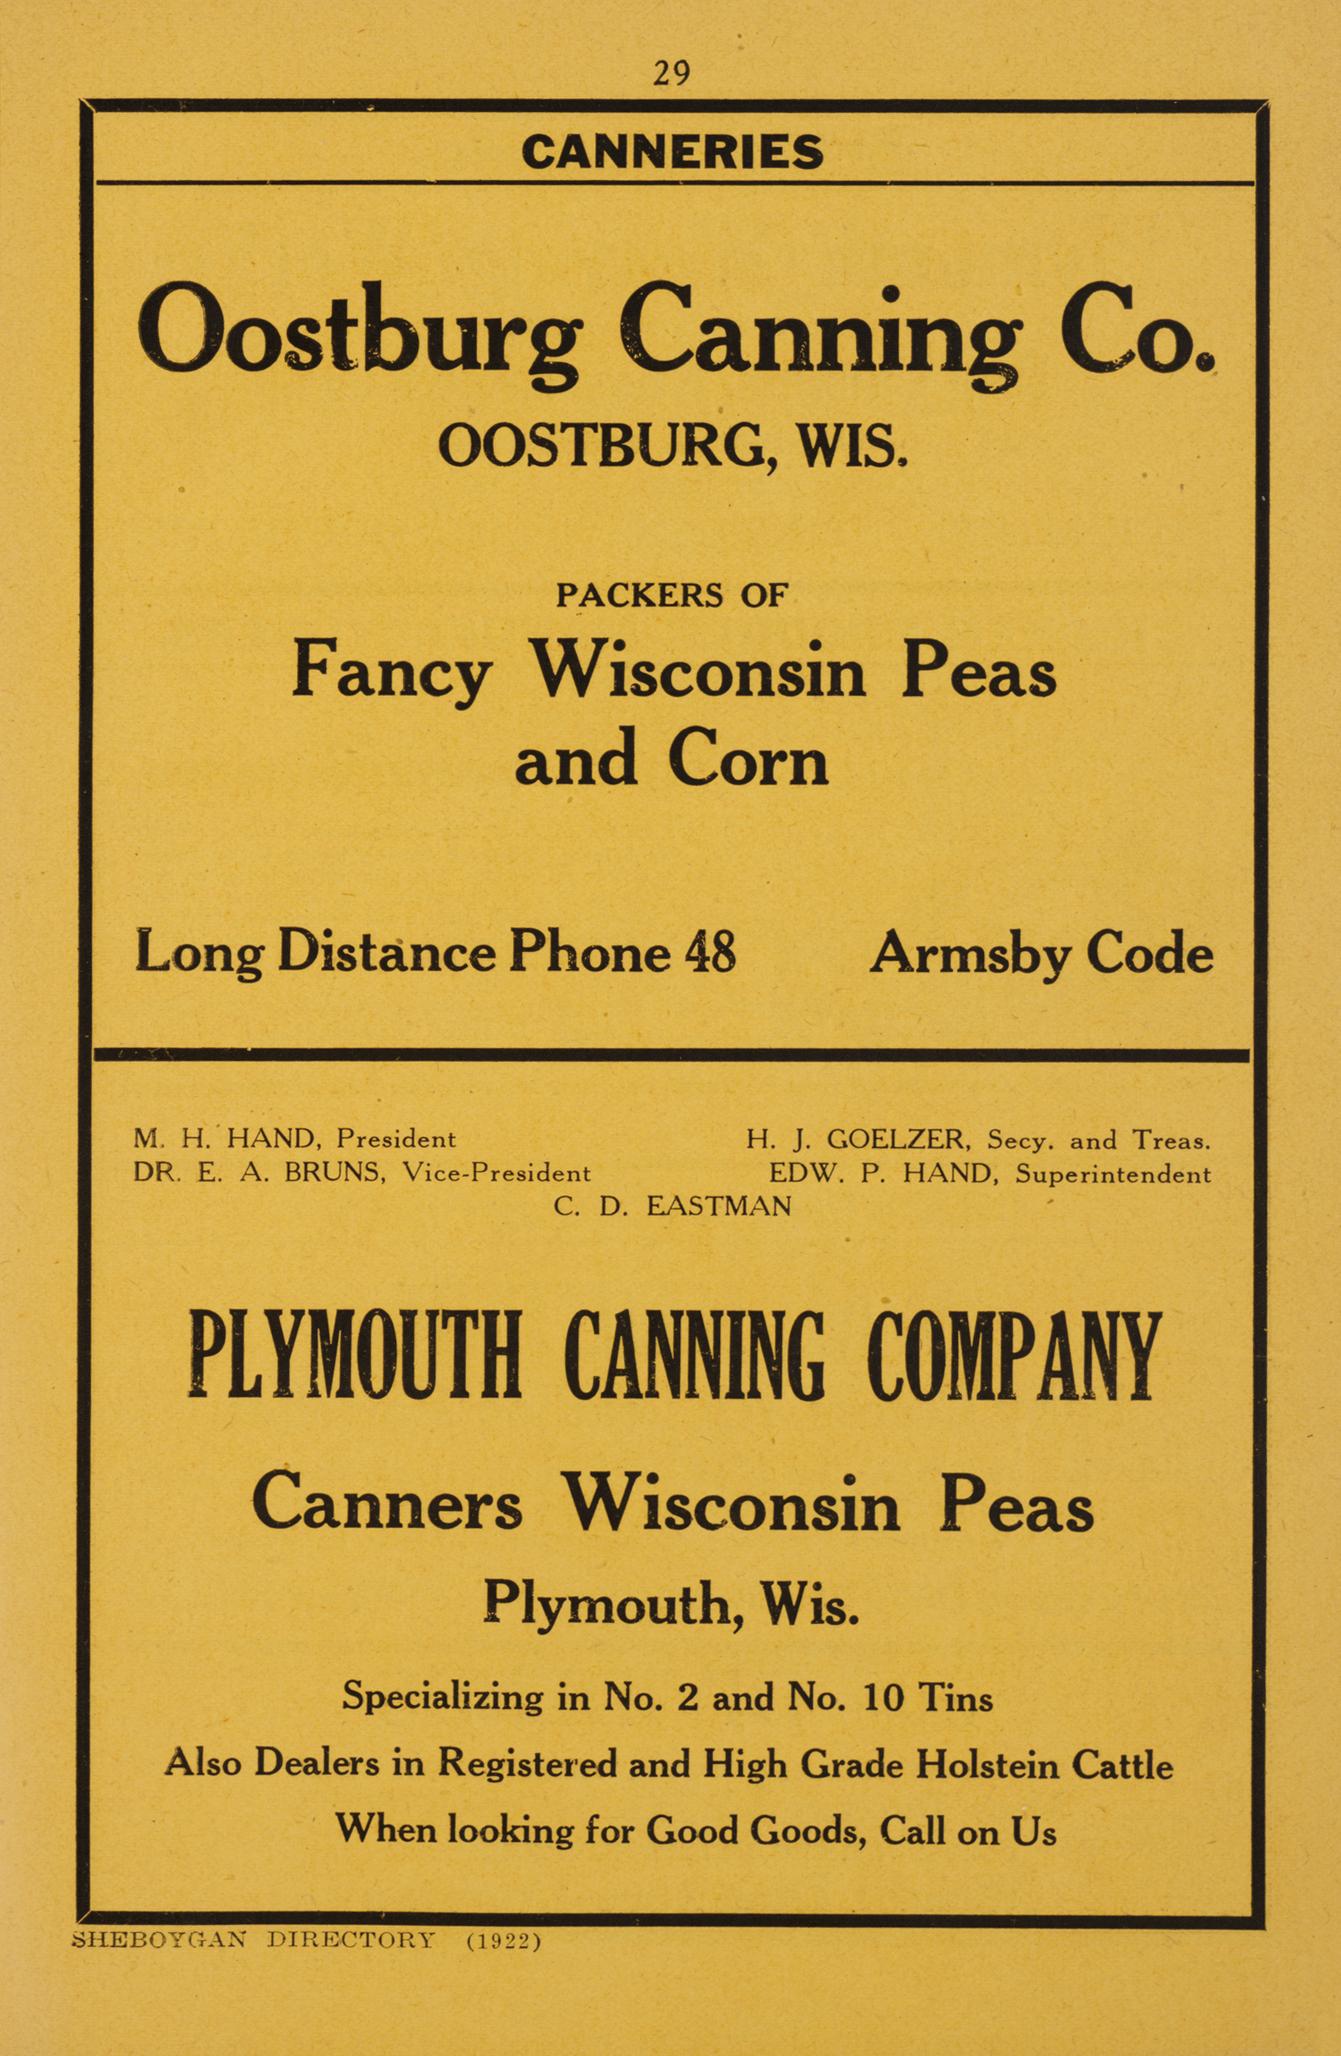 29
CANNERIES
Oostburg Canning Co.
OOSTBURG, WIS.
PACKERS OF
Fancy Wisconsin Peas
and Corn
Long Distance Phone 48 Armsby Code
M. H. HAND, President H. J. GOELZER, Secy. and Treas.
DR. E. A. BRUNS, Vice-President EDW. P. HAND, Superintendent
C. D. EASTMAN
PLYMOUTH CANNING COMPANY
Canners Wisconsin Peas
Plymouth, Wis.
Specializing in No. 2 and No. 10 Tins
Also Dealers in Registered and High Grade Holstein Cattle
When looking for Good Goods, Call on Us
SHEBOYGAN DIRECTORY (1922)